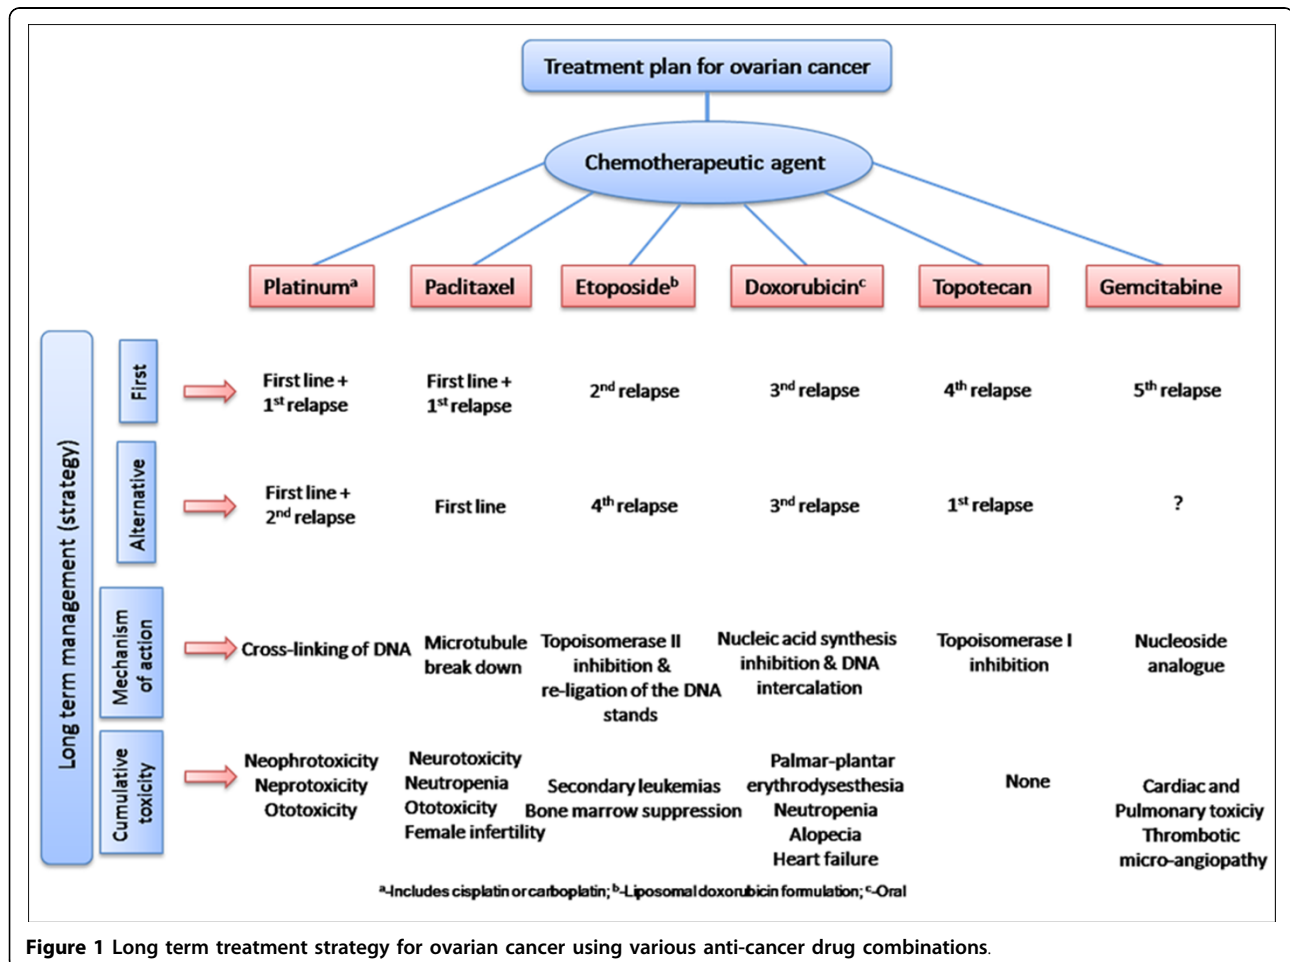 Treatment plan for ovarian cancer
Chemotherapeutic agent
Platinumᵃ
Paclitaxel
Etoposideᵇ
Doxorubicinᶜ
Topotecan
Gemcitabine
Long term management (strategy)
First
First line +
1st relapse
First line +
1st relapse
2nd relapse
3nd relapse
4th relapse
5th relapse
Alternative
First line +
2nd relapse
First line
4th relapse
3nd relapse
1st relapse
?
Mechanism
of action
Cross-linking of DNA
Microtubule
break down
Topoisomerase II
inhibition &
re-ligation of the DNA
stands
Nucleic acid synthesis
inhibition & DNA
intercalation
Topoisomerase I
inhibition
Nucleoside
analogue
Cumulative
toxicity
Neophrotoxicity
Neprotoxicity
Ototoxicity
Neurotoxicity
Neutropenia
Ototoxicity
Female infertility
Secondary leukemias
Bone marrow suppression
Palmar-plantar
erythrodysesthesia
Neutropenia
Alopecia
Heart failure
None
Cardiac and
Pulmonary toxiciy
Thrombotic
micro-angiopathy
ᵃ-Includes cisplatin or carboplatin; ᵇ-Liposomal doxorubicin formulation; ᶜ-Oral
Figure 1 Long term treatment strategy for ovarian cancer using various anti-cancer drug combinations.